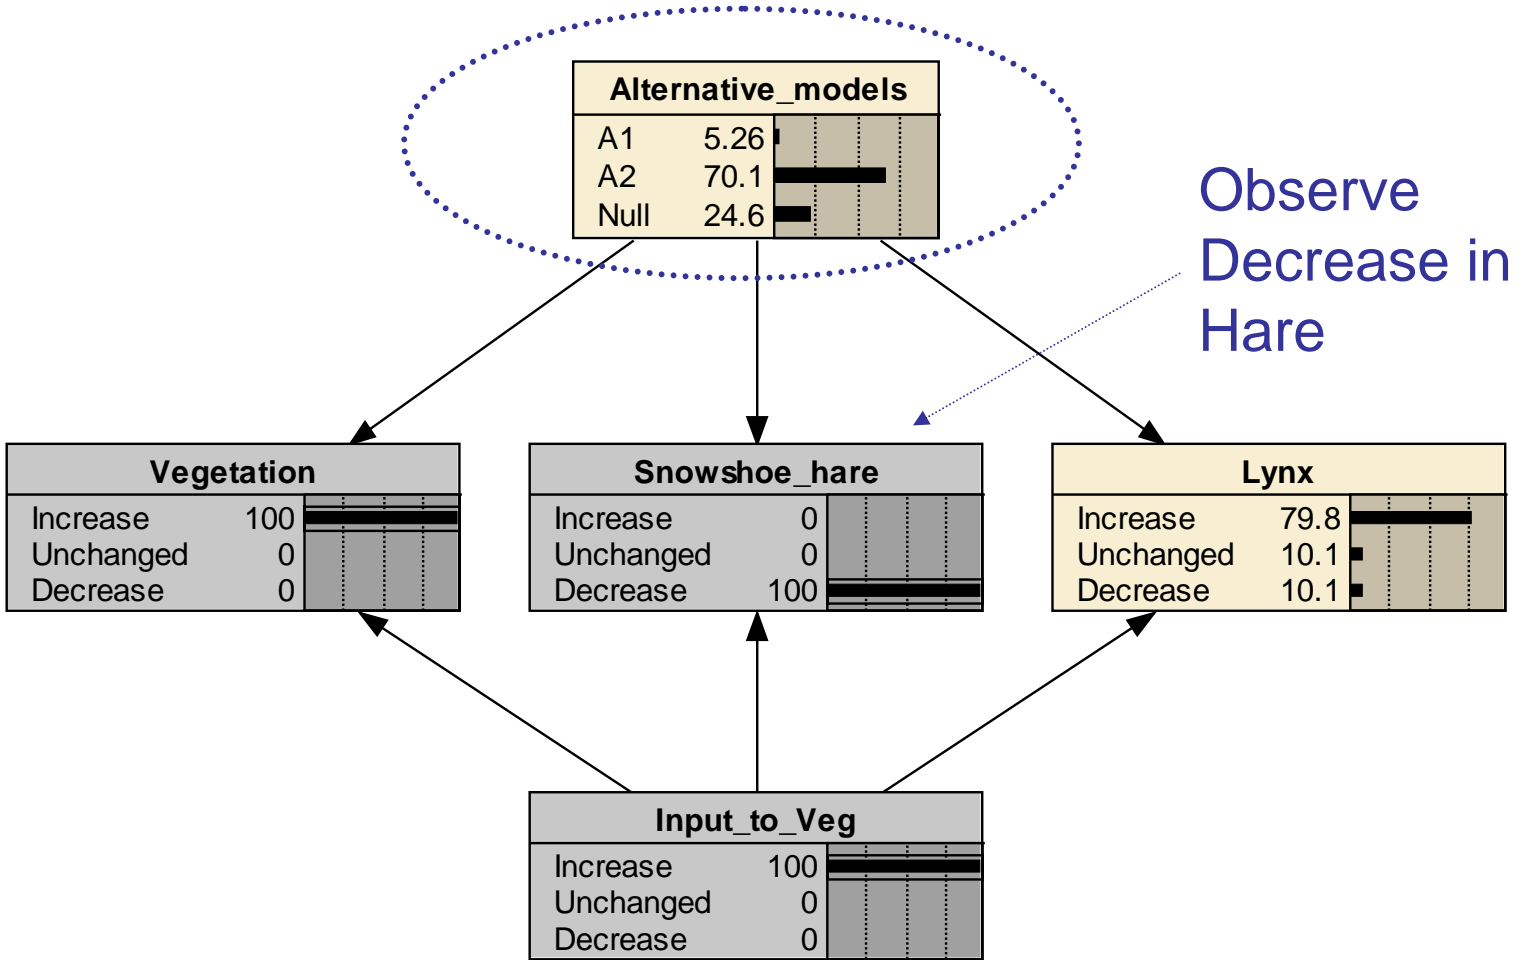 Alternative_models
A1 5.26
A2 70.1
Null 24.6
Observe
Decrease in
Hare
Vegetation
Increase 100
Unchanged 0
Decrease 0
Snowshoe_hare
Increase 0
Unchanged 0
Decrease 100
Lynx
Increase 79.8
Unchanged 10.1
Decrease 10.1
Input_to_Veg
Increase 100
Unchanged 0
Decrease 0